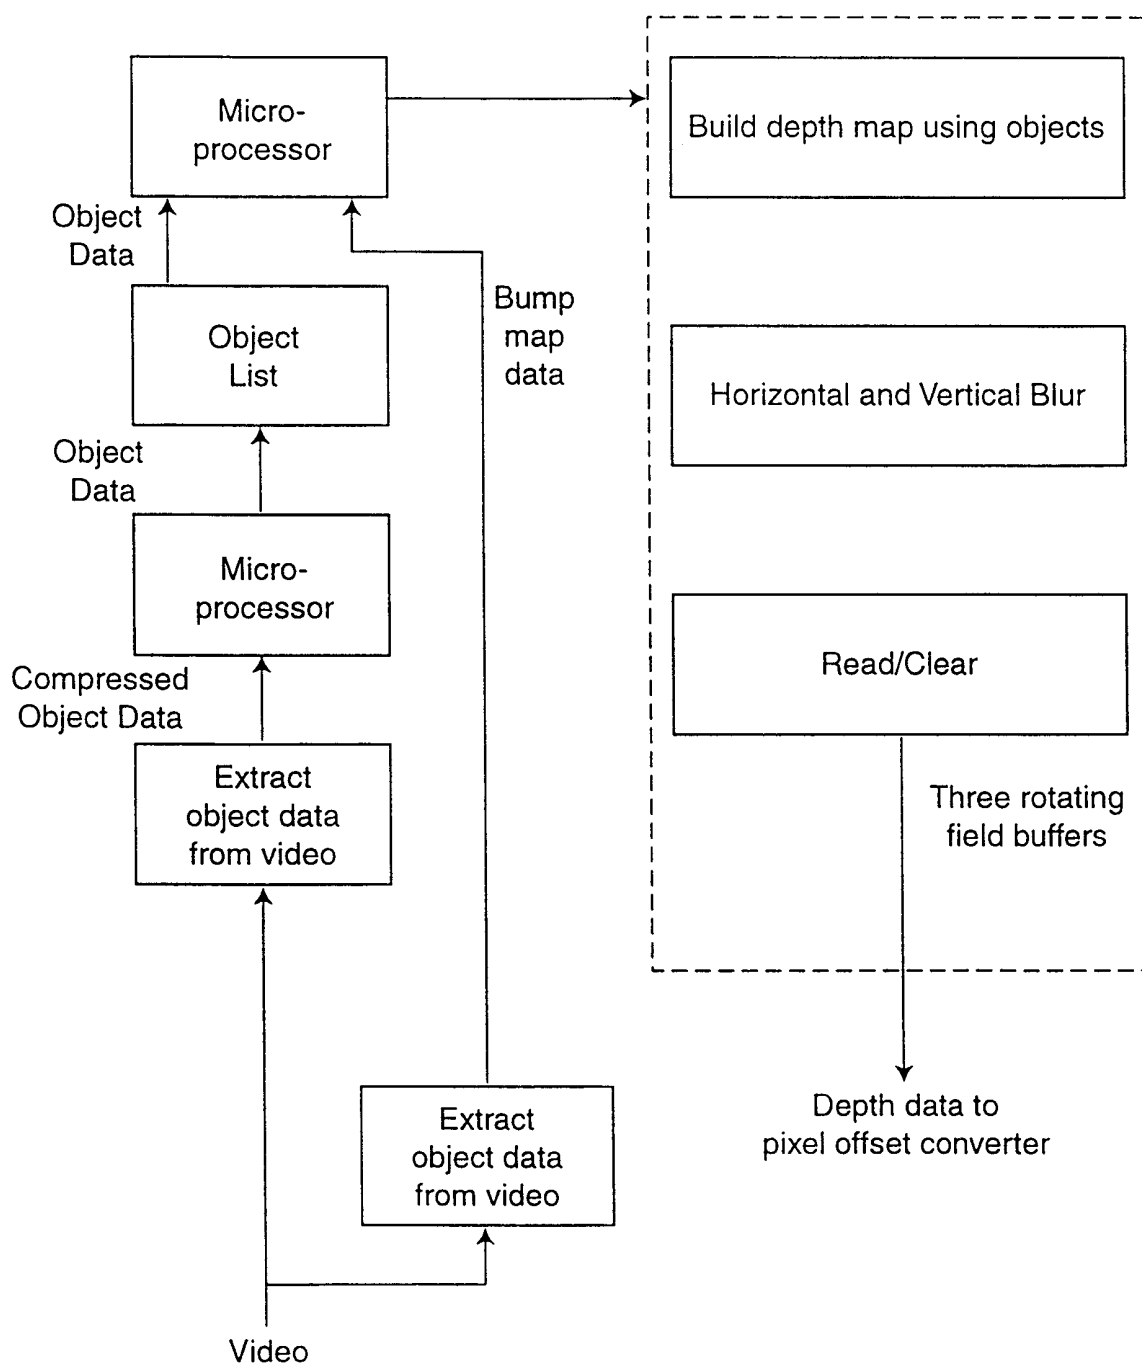 Micro-
processor
Build depth map using objects
Object
Data
Object
List
Bump
map
data
Horizontal and Vertical Blur
Object
Data
Micro-
processor
Read/Clear
Compressed
Object Data
Extract
object data
from video
Three rotating
field buffers
Extract
object data
from video
Depth data to
pixel offset converter
Video